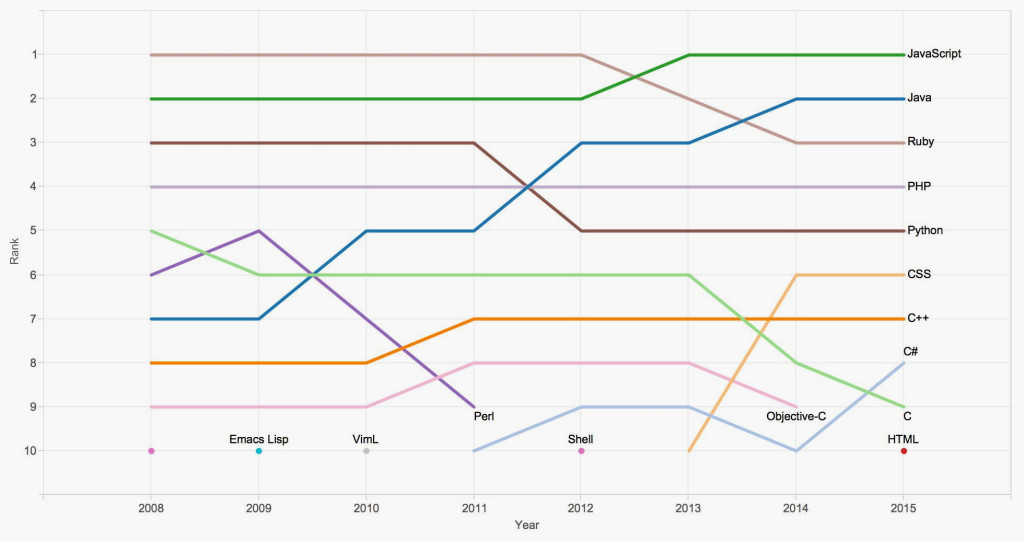 1
JavaScript
2
Java
3
Ruby
4
PHP
5
Python
Rank
6
CSS
7
C++
C#
8
9
Perl
Objective-C
C
Emacs Lisp
VimL
Shell
HTML
10
2008 2009 2010 2011 2012 2013 2014 2015
Year